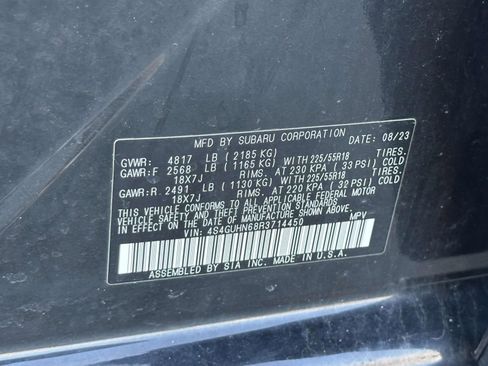 MFD BY SUBARU CORPORATION DATE: 08/23
GVWR: 4817 LB (2185 KG)
GAWR:F 2568 LB (1165 KG) WITH 225/55R18 TIRES.
18X7J RIMS. AT 230 KPA (33 PSI) COLD
GAWR:R 2491 LB (1130 KG) WITH 225/55R18 TIRES.
18X7J RIMS. AT 220 KPA (32 PSI) COLD
THIS VEHICLE CONFORMS TO ALL APPLICABLE FEDERAL MOTOR
VEHICLE SAFETY STANDARDS IN EFFECT ON THE
DATE OF MANUFACTURE SHOWN ABOVE.
VIN: 4S4GUHN68R3714450 MPV
ASSEMBLED BY SIA INC. MADE IN U.S.A.